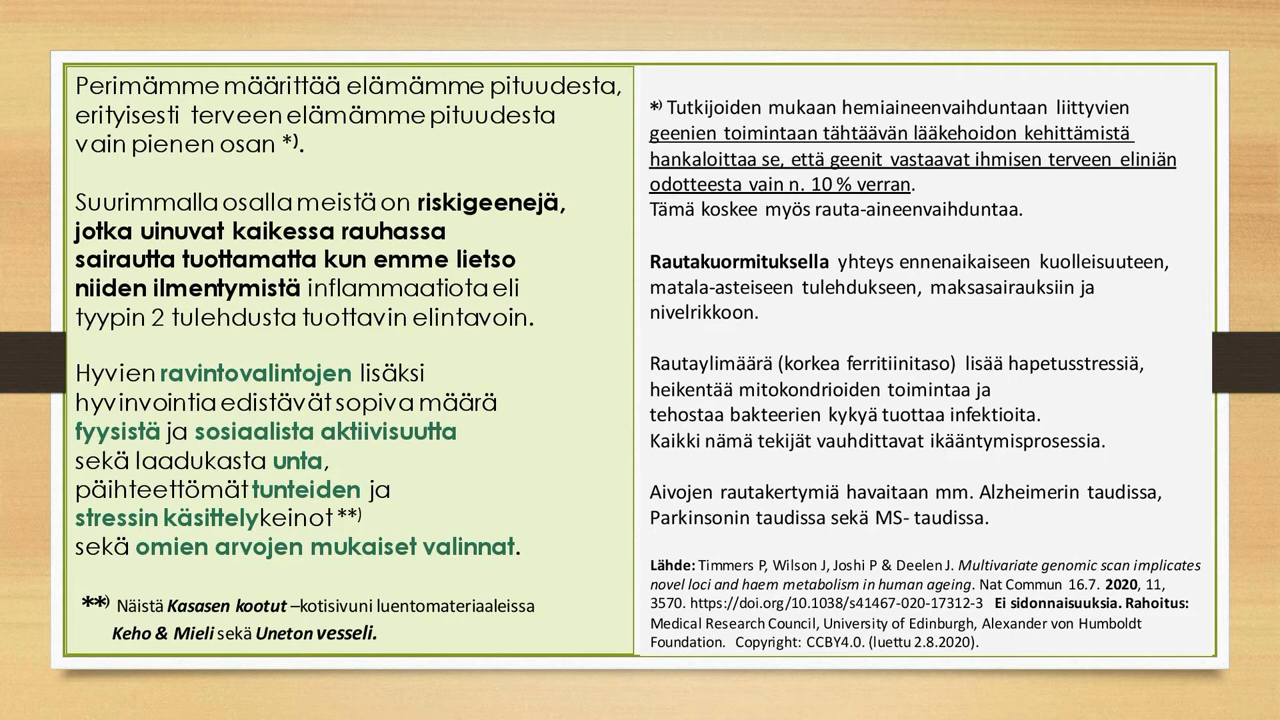 Perimämme määrittää elämämme pituudesta,
erityisesti terveen elämämme pituudesta
vain pienen osan *).
Suurimmalla osalla meistä on riskigeenejä,
jotka uinuvat kaikessa rauhassa
sairautta tuottamatta kun emme lietso
niiden ilmentymistä inflammaatiota eli
tyypin 2 tulehdusta tuottavin elintavoin.
Hyvien ravintovalintojen lisäksi
hyvinvointia edistävät sopiva määrä
fyysistä ja sosiaalista aktiivisuutta
sekä laadukasta unta,
päihteettömät tunteiden ja
stressin käsittelykeinot **)
sekä omien arvojen mukaiset valinnat.
**) Näistä Kasasen kootut –kotisivuni luentomateriaaleissa
Keho & Mieli sekä Uneton vesseli.
*) Tutkijoiden mukaan hemiaineenvaihduntaan liittyvien
geenien toimintaan tähtäävän lääkehoidon kehittämistä
hankaloittaa se, että geenit vastaavat ihmisen terveen eliniän
odotteesta vain n. 10 % verran.
Tämä koskee myös rauta-aineenvaihduntaa.
Rautakuormituksella yhteys ennenaikaiseen kuolleisuuteen,
matala-asteiseen tulehdukseen, maksasairauksiin ja
nivelrikkoon.
Rautaylimäärä (korkea ferritiinitaso) lisää hapetusstressiä,
heikentää mitokondrioiden toimintaa ja
tehostaa bakteerien kykyä tuottaa infektioita.
Kaikki nämä tekijät vauhdittavat ikääntymisprosessia.
Aivojen rautakertymiä havaitaan mm. Alzheimerin taudissa,
Parkinsonin taudissa sekä MS- taudissa.
Lähde: Timmers P, Wilson J, Joshi P & Deelen J. Multivariate genomic scan implicates
novel loci and haem metabolism in human ageing. Nat Commun 16.7. 2020, 11,
3570. https://doi.org/10.1038/s41467-020-17312-3 Ei sidonnaisuuksia. Rahoitus:
Medical Research Council, University of Edinburgh, Alexander von Humboldt
Foundation. Copyright: CCBY4.0. (luettu 2.8.2020).